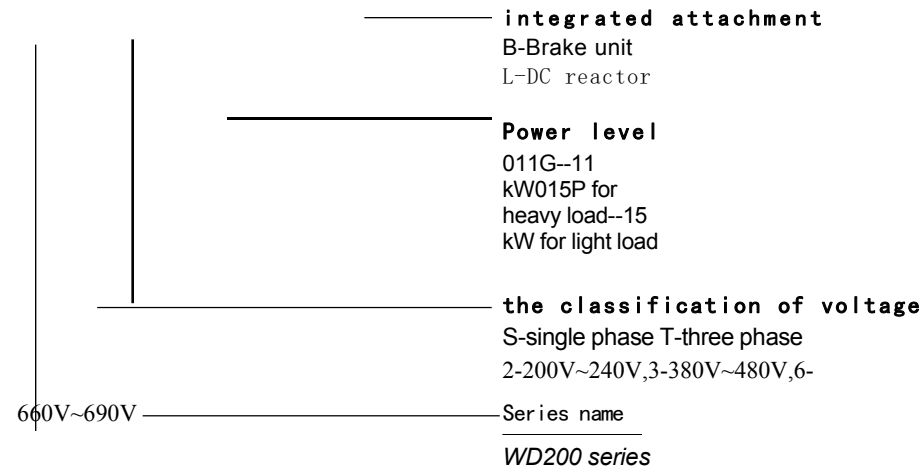 integrated attachment
B-Brake unit
L-DC reactor
Power level
011G--11
kW015P for
heavy load--15
kW for light load
the classification of voltage
S-single phase T-three phase
2-200V~240V,3-380V~480V,6-
660V~690V
Series name
WD200 series